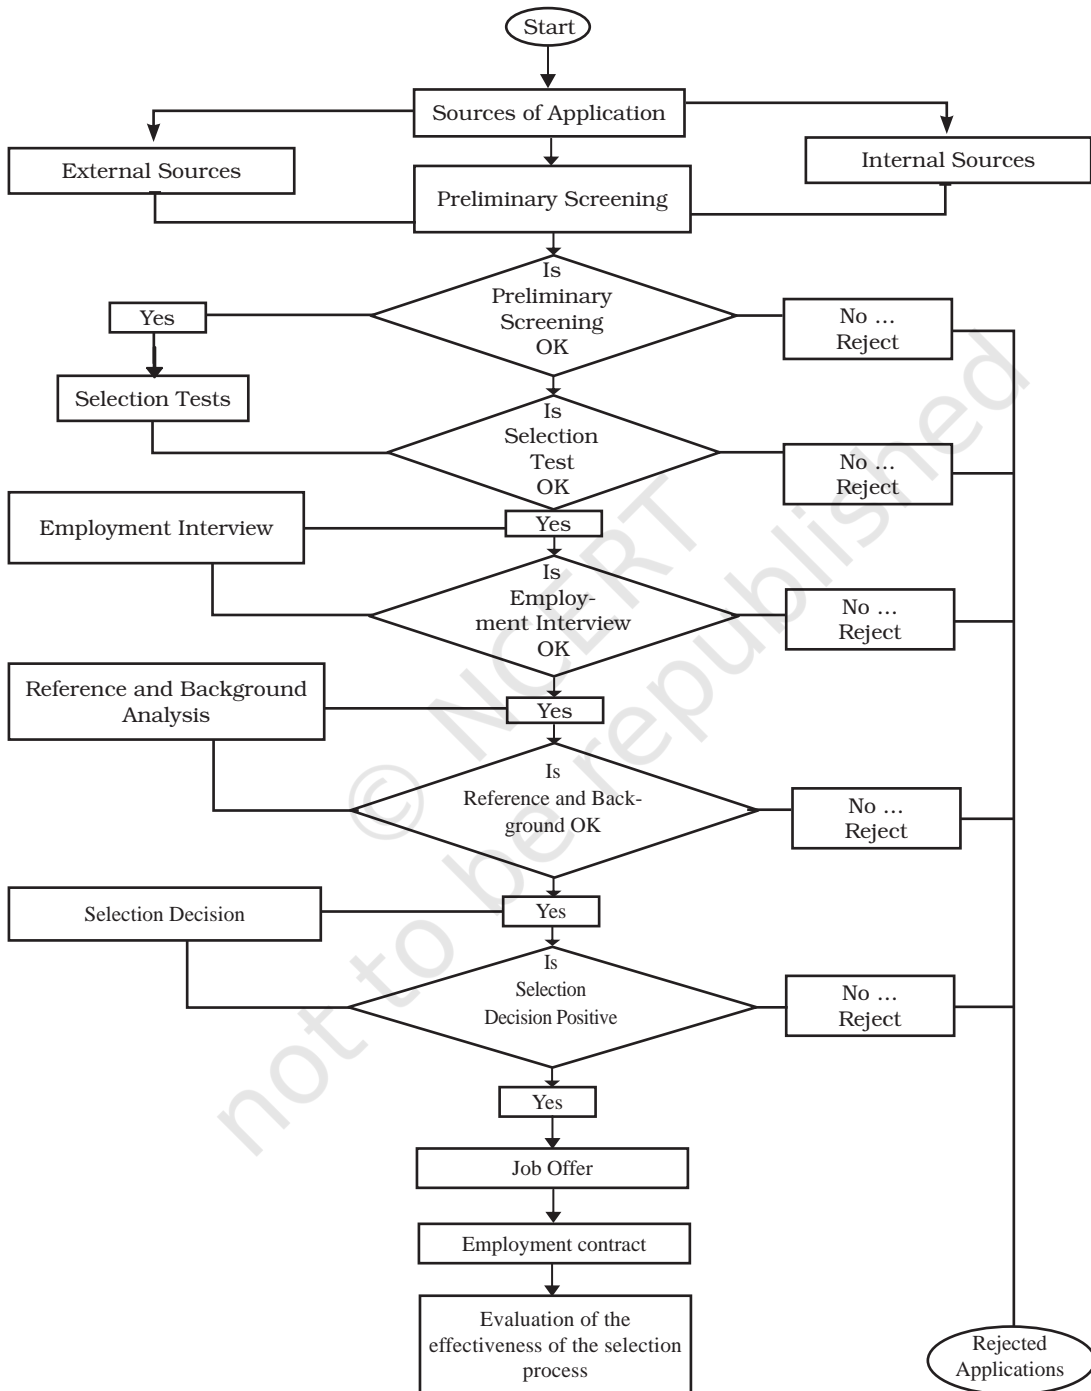 Start
Sources of Application
External Sources
Internal Sources
Preliminary Screening
Is
Preliminary
Screening
OK
Yes
No ...
Reject
Selection Tests
Is
Selection
Test
OK
No ...
Reject
Yes
Employment Interview
Is
Employ-
ment Interview
OK
No ...
Reject
Yes
Reference and Background
Analysis
Is
Reference and Back-
ground OK
No ...
Reject
Yes
Selection Decision
Is
Selection
Decision Positive
No ...
Reject
Yes
Job Offer
Employment contract
Evaluation of the
effectiveness of the selection
process
Rejected
Applications
© NCERT
not to be republished